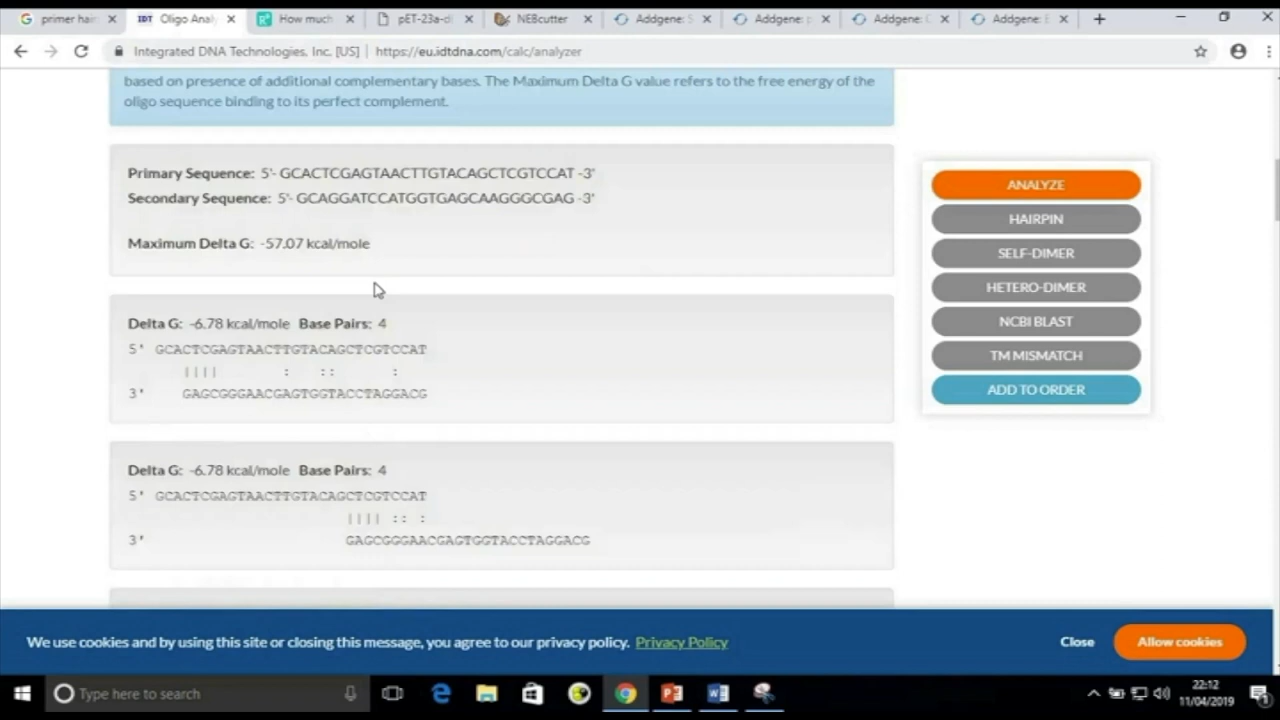 primer hair
IDT Oligo Anal
How much
pET-23a-d
NEBcutter
Addgene: S
Addgene: p
Addgene: C
Addgene: E
Integrated DNA Technologies, Inc. [US] | https://eu.idtdna.com/calc/analyzer
based on presence of additional complementary bases. The Maximum Delta G value refers to the free energy of the
oligo sequence binding to its perfect complement.
Primary Sequence: 5'- GCACTCGAGTAACTTGTACAGCTCGTCCAT -3'
Secondary Sequence: 5'- GCAGGATCCATGGTGAGCAAGGGCGAG -3'
Maximum Delta G: -57.07 kcal/mole
Delta G: -6.78 kcal/mole Base Pairs: 4
5' GCACTCGAGTAACTTGTACAGCTCGTCCAT
|||| : :: :
3' GAGCGGGAACGAGTGGTACCTAGGACG
Delta G: -6.78 kcal/mole Base Pairs: 4
5' GCACTCGAGTAACTTGTACAGCTCGTCCAT
|||| :: :
3' GAGCGGGAACGAGTGGTACCTAGGACG
ANALYZE
HAIRPIN
SELF-DIMER
HETERO-DIMER
NCBI BLAST
TM MISMATCH
ADD TO ORDER
We use cookies and by using this site or closing this message, you agree to our privacy policy. Privacy Policy
Close
Allow cookies
Type here to search
22:12
11/04/2019